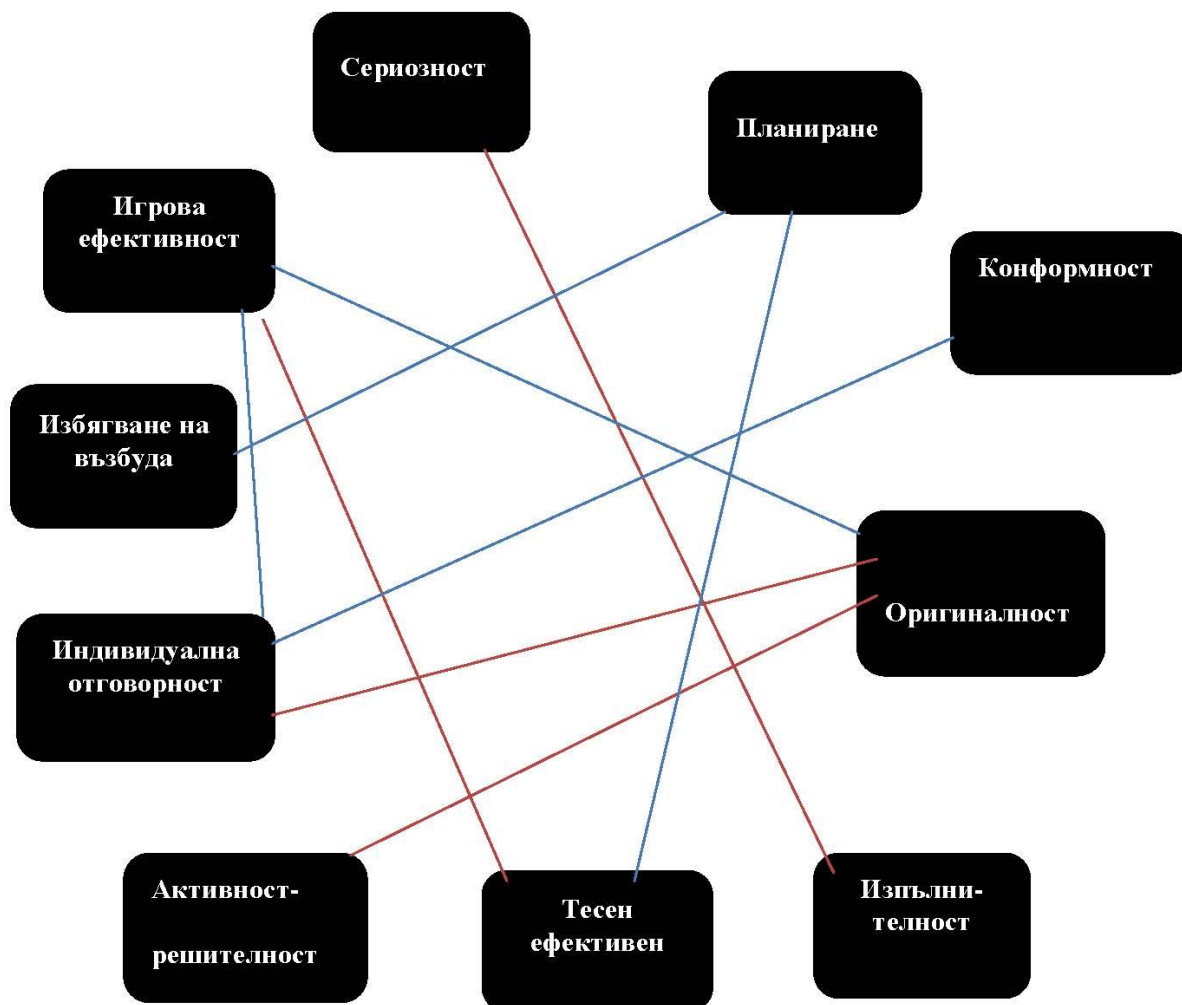 Сериозност
Планиране
Игрова
ефективност
Конформност
Избягване на
възбуда
Оригиналност
Индивидуална
отговорност
Активност-
решителност
Тесен
ефективен
Изпълни-
телност